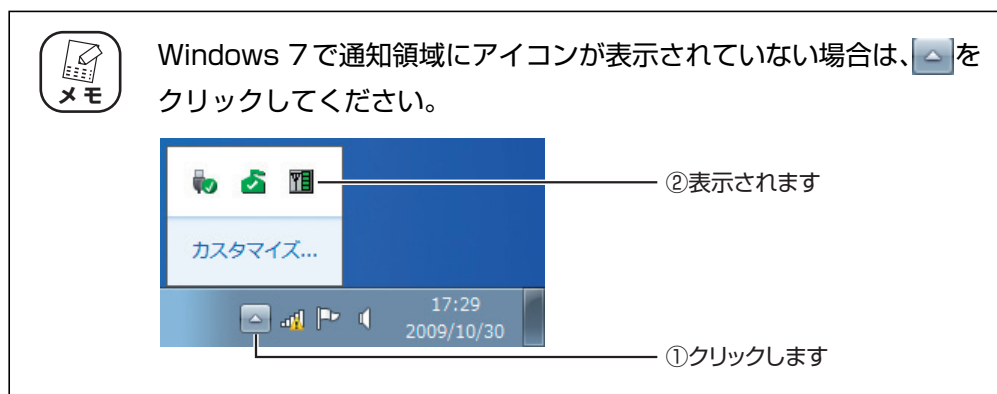 メモ
Windows 7で通知領域にアイコンが表示されていない場合は、を
クリックしてください。
②表示されます
カスタマイズ...
17:29
2009/10/30
①クリックします